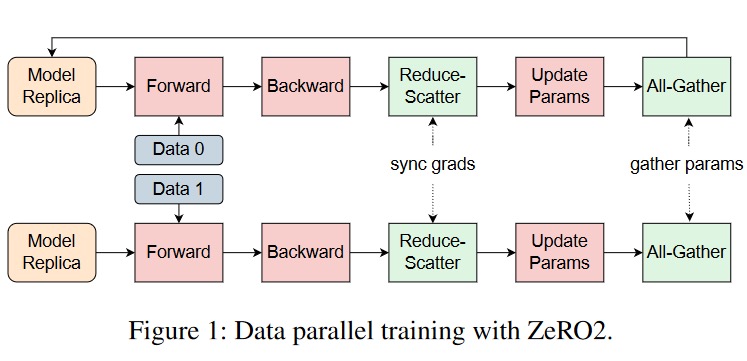 Model
Replica
Forward
Backward
Reduce-
Scatter
Update
Params
All-Gather
Data 0
sync grads
gather params
Data 1
Model
Replica
Forward
Backward
Reduce-
Scatter
Update
Params
All-Gather
Figure 1: Data parallel training with ZeRO2.